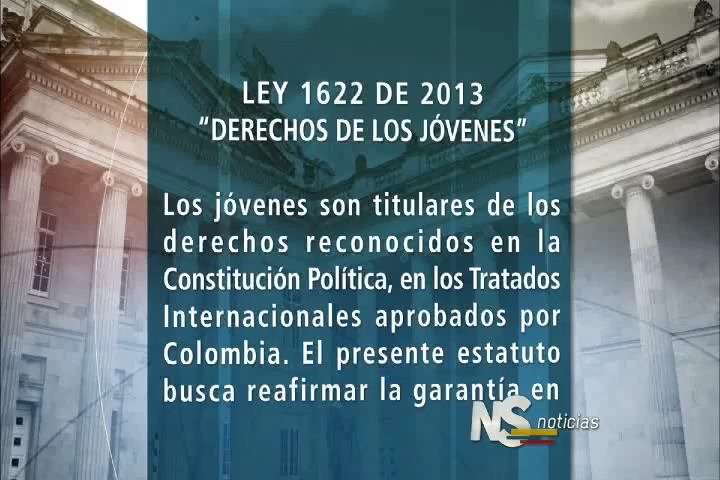 LEY 1622 DE 2013
“DERECHOS DE LOS JÓVENES”
Los jóvenes son titulares de los
derechos reconocidos en la
Constitución Política, en los Tratados
Internacionales aprobados por
Colombia. El presente estatuto
busca reafirmar la garantía en
NS noticias